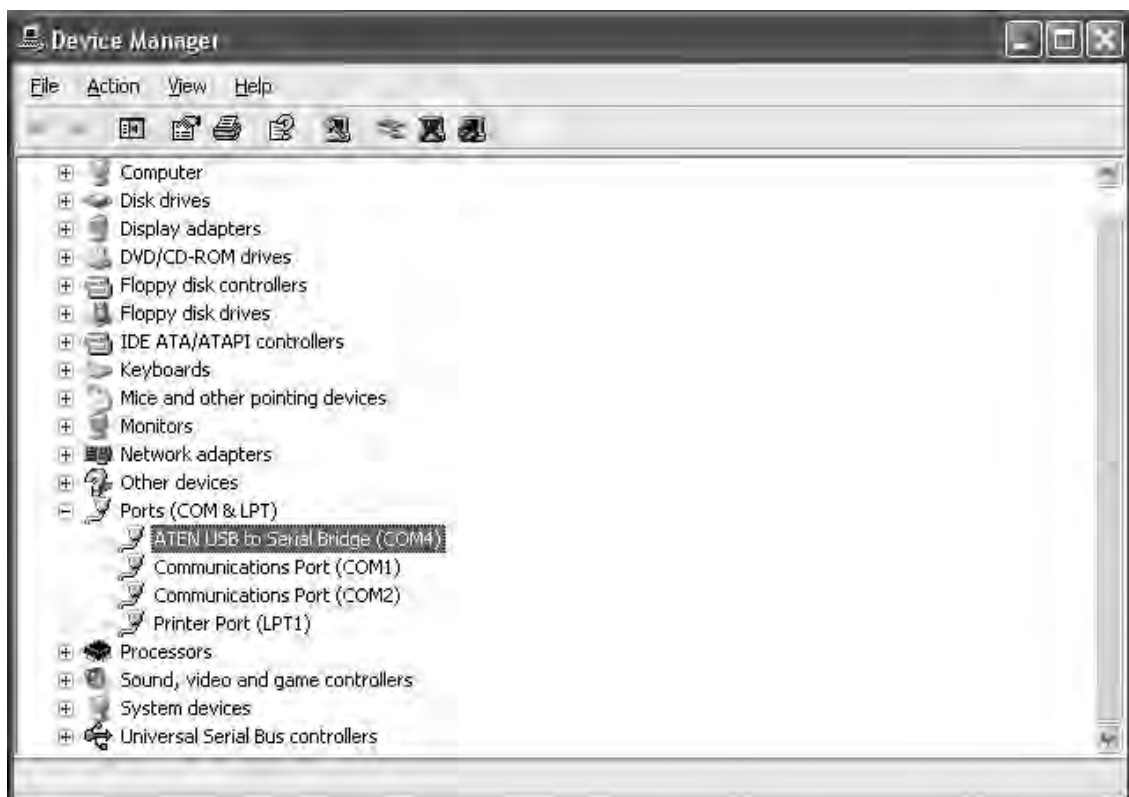 Device Manager
File Action View Help
Computer
Disk drives
Display adapters
DVD/CD-ROM drives
Floppy disk controllers
Floppy disk drives
IDE ATA/ATAPI controllers
Keyboards
Mice and other pointing devices
Monitors
Network adapters
Other devices
Ports (COM & LPT)
ATEN USB to Serial Bridge (COM4)
Communications Port (COM1)
Communications Port (COM2)
Printer Port (LPT1)
Processors
Sound, video and game controllers
System devices
Universal Serial Bus controllers